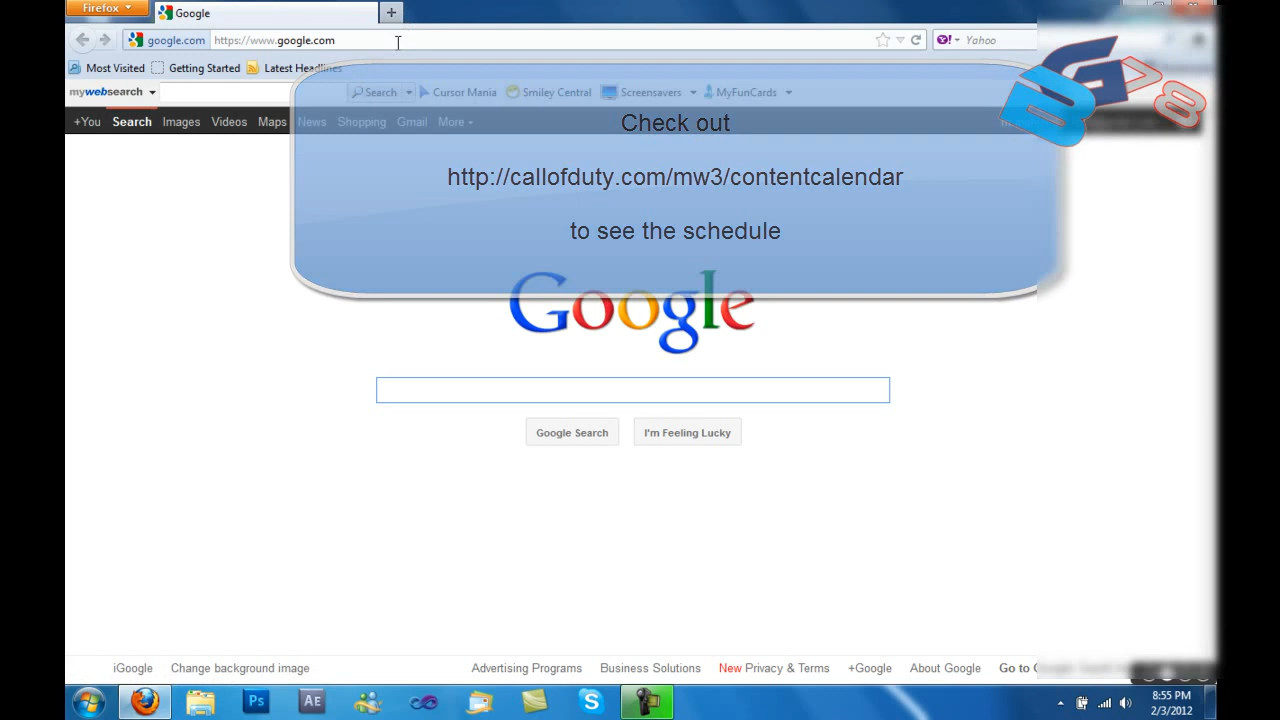 Firefox
Google
google.com https://www.google.com
Yahoo
Most Visited Getting Started Latest Headlines
mywebsearch Search Cursor Mania Smiley Central Screensavers MyFunCards
+You Search Images Videos Maps News Shopping Gmail More
Check out
http://callofduty.com/mw3/contentcalendar
to see the schedule
Google
Google Search I'm Feeling Lucky
iGoogle Change background image Advertising Programs Business Solutions New Privacy & Terms +Google About Google Go to
Ps Ae
8:55 PM
2/3/2012